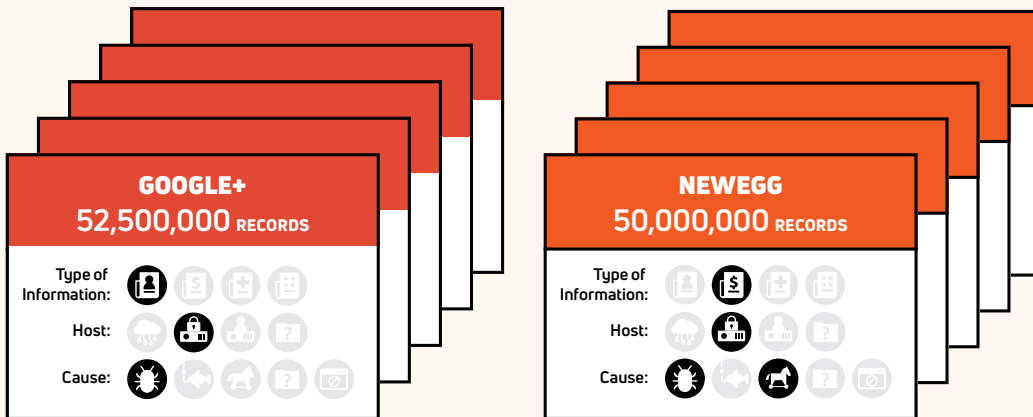 GOOGLE+
52,500,000 RECORDS
Type of
Information:
$
Host:
Cause:
?
?
NEWEGG
50,000,000 RECORDS
Type of
Information:
$
Host:
?
Cause:
?